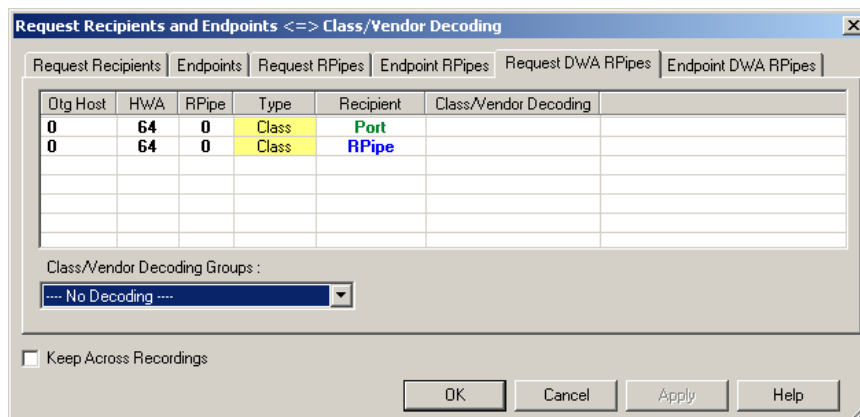 Request Recipients and Endpoints <=> Class/Vendor Decoding
Request Recipients Endpoints Request RPipes Endpoint RPipes Request DWA RPipes Endpoint DWA RPipes
Otg Host HWA RPipe Type Recipient Class/Vendor Decoding
0 64 0 Class Port
0 64 0 Class RPipe
Class/Vendor Decoding Groups :
---- No Decoding ----
Keep Across Recordings
OK Cancel Apply Help